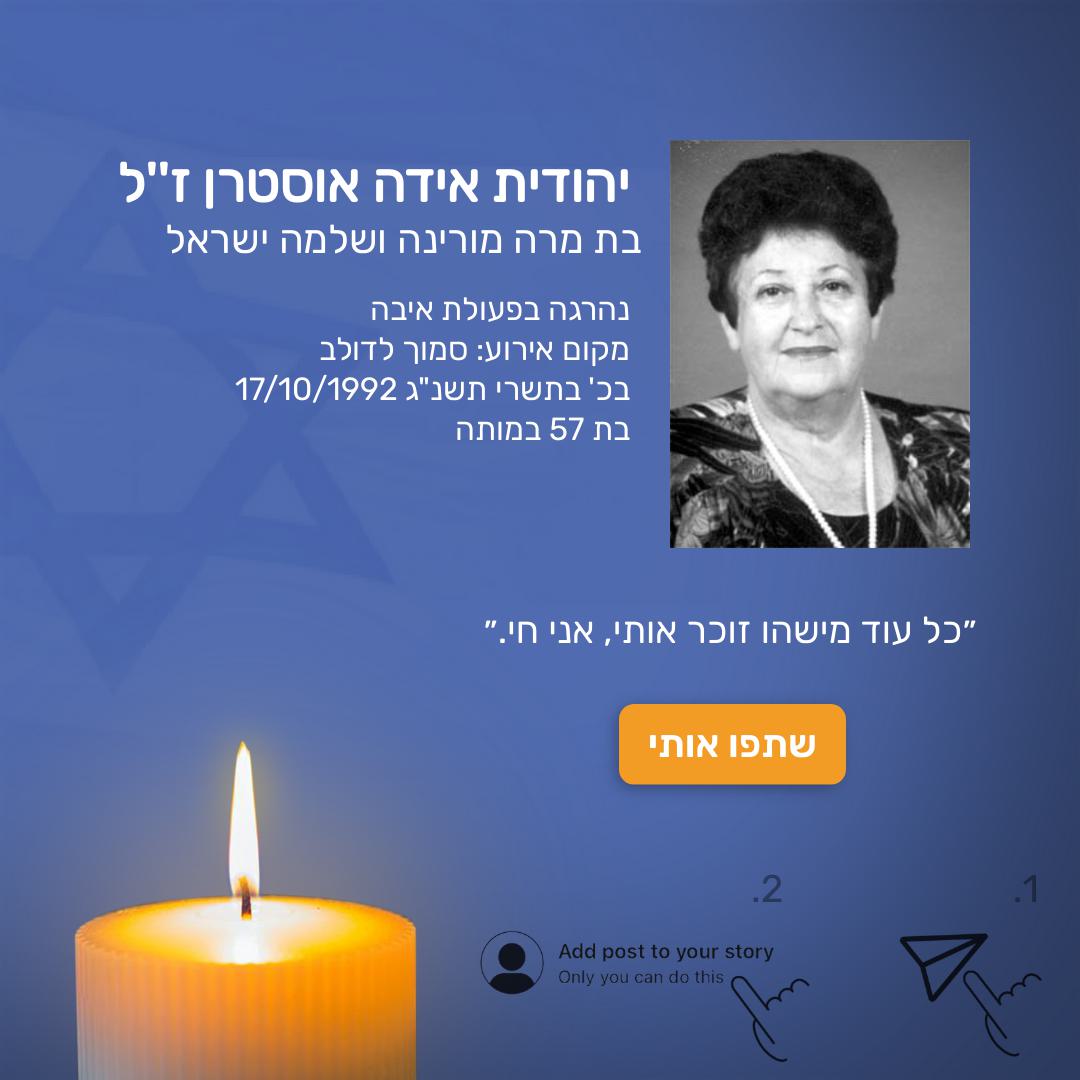 יהודית אידה אוסטרן ז"ל
בת מרה מורינה ושלמה ישראל
נהרגה בפעולת איבה
מקום אירוע: סמוך לדולב
בכ' בתשרי תשנ"ג 17/10/1992
בת 57 במותה
”כל עוד מישהו זוכר אותי, אני חי.”
שתפו אותי
.1
.2
Add post to your story
Only you can do this